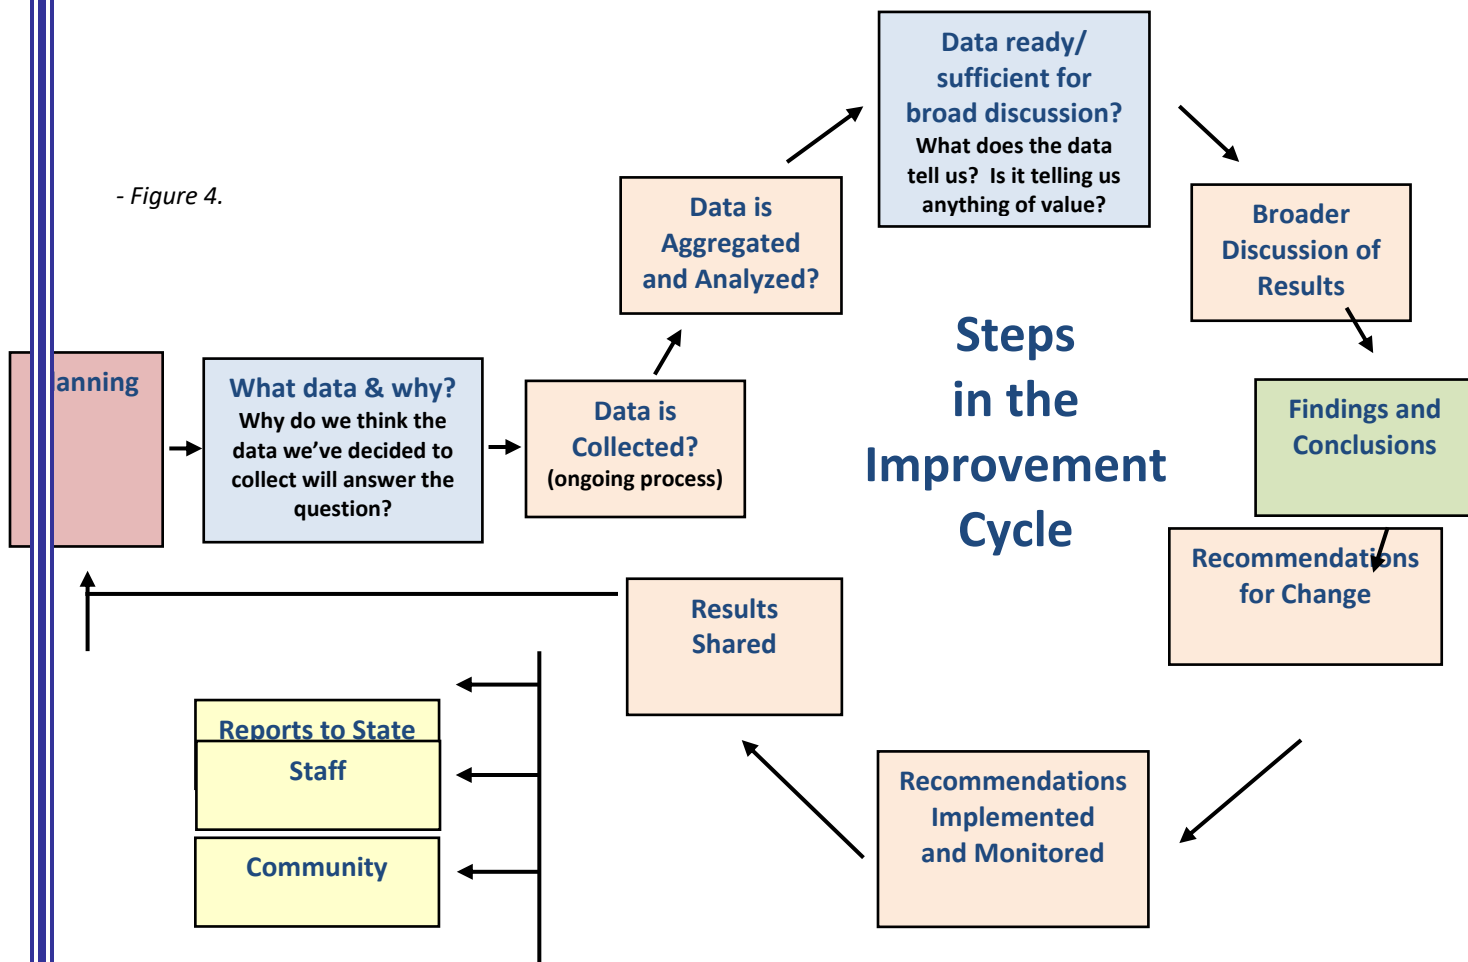 - Figure 4.
Data ready/
sufficient for
broad discussion?
What does the data
tell us?  Is it telling us
anything of value?
Data is
Aggregated
and Analyzed?
Broader
Discussion of
Results
Steps
in the
Improvement
Cycle
lanning
What data & why?
Why do we think the
data we’ve decided to
collect will answer the
question?
Data is
Collected?
(ongoing process)
Findings and
Conclusions
Recommendations
for Change
Results
Shared
Reports to State
Staff
Community
Recommendations
Implemented
and Monitored